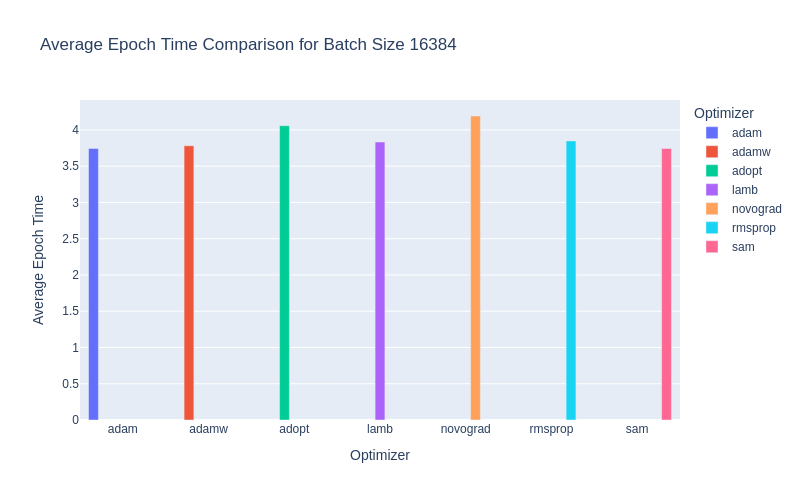 Average Epoch Time Comparison for Batch Size 16384
Optimizer
adam
adamw
adopt
lamb
novograd
rmsprop
sam
Average Epoch Time
4
3.5
3
2.5
2
1.5
1
0.5
0
adam adamw adopt lamb novograd rmsprop sam
Optimizer